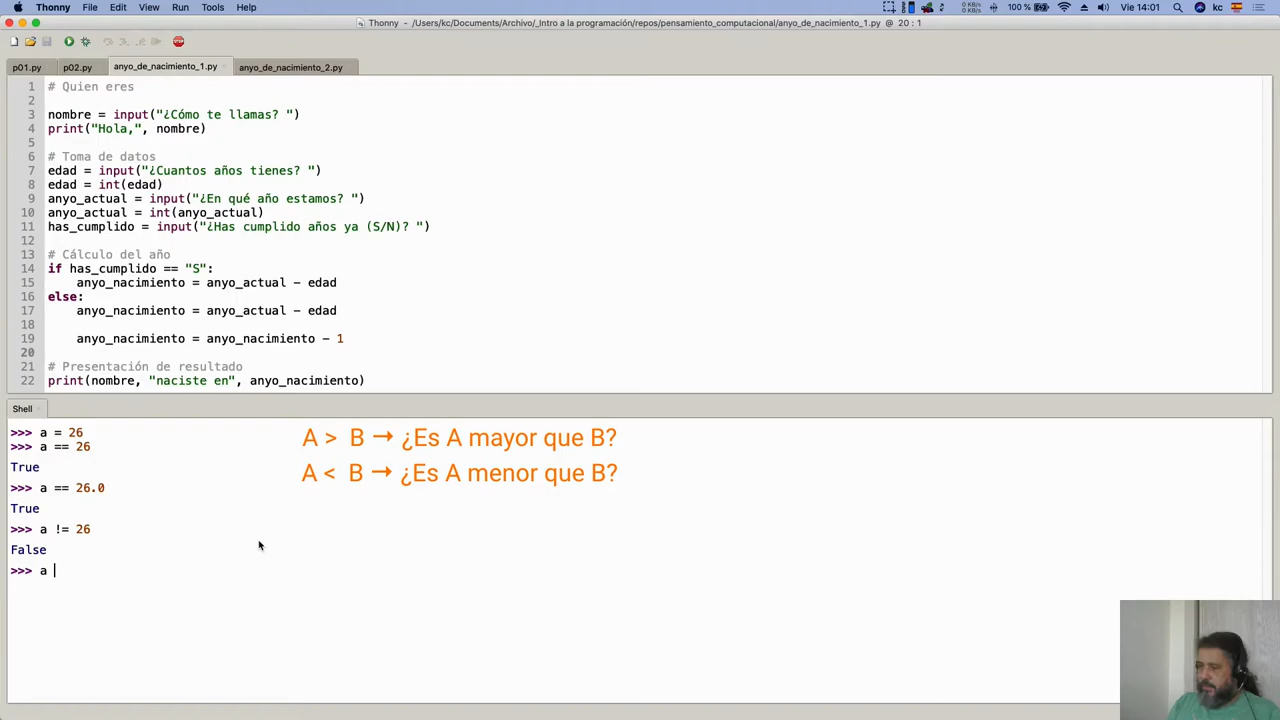 Thonny File Edit View Run Tools Help 100 % Vie 14:01 kc
Thonny – /Users/kc/Documents/Archivo/_Intro a la programación/repos/pensamiento_computacional/anyo_de_nacimiento_1.py @ 20 : 1
p01.py p02.py anyo_de_nacimiento_1.py anyo_de_nacimiento_2.py
1 # Quien eres
2
3 nombre = input("¿Cómo te llamas? ")
4 print("Hola,", nombre)
5
6 # Toma de datos
7 edad = input("¿Cuantos años tienes? ")
8 edad = int(edad)
9 anyo_actual = input("¿En qué año estamos? ")
10 anyo_actual = int(anyo_actual)
11 has_cumplido = input("¿Has cumplido años ya (S/N)? ")
12
13 # Cálculo del año
14 if has_cumplido == "S":
15 anyo_nacimiento = anyo_actual - edad
16 else:
17 anyo_nacimiento = anyo_actual - edad
18
19 anyo_nacimiento = anyo_nacimiento - 1
20
21 # Presentación de resultado
22 print(nombre, "naciste en", anyo_nacimiento)
Shell
>>> a = 26
>>> a == 26
True
>>> a == 26.0
True
>>> a != 26
False
>>> a
A > B → ¿Es A mayor que B?
A < B → ¿Es A menor que B?